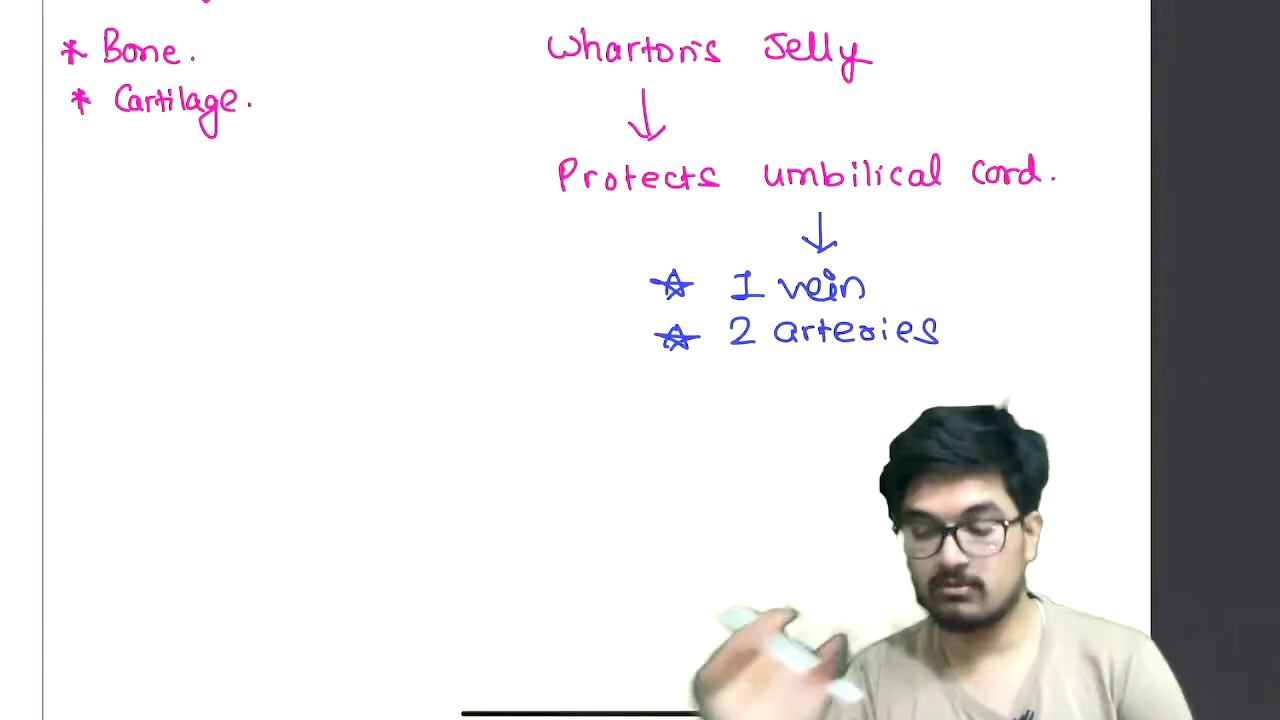 * Bone.
* Cartilage.
Wharton's Jelly
↓
Protects umbilical cord.
↓
☆ 1 vein
☆ 2 arteries